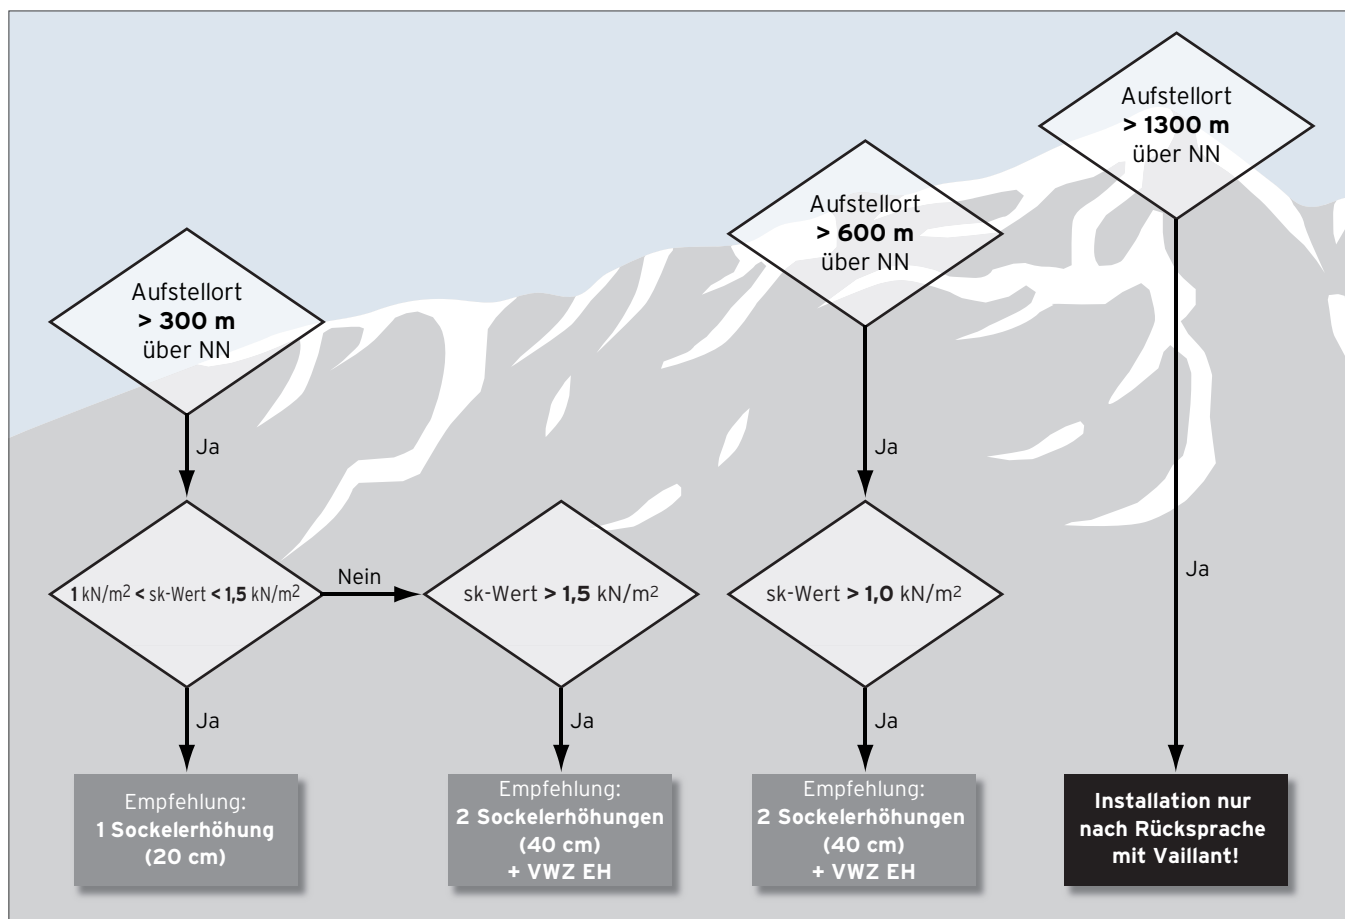 Aufstellort
> 300 m
über NN
Ja
1 kN/m² < sk-Wert < 1,5 kN/m²
Nein
Ja
Empfehlung:
1 Sockelerhöhung
(20 cm)
sk-Wert > 1,5 kN/m²
Ja
Empfehlung:
2 Sockelerhöhungen
(40 cm)
+ VWZ EH
Aufstellort
> 600 m
über NN
Ja
sk-Wert > 1,0 kN/m²
Ja
Empfehlung:
2 Sockelerhöhungen
(40 cm)
+ VWZ EH
Aufstellort
> 1300 m
über NN
Ja
Installation nur
nach Rücksprache
mit Vaillant!